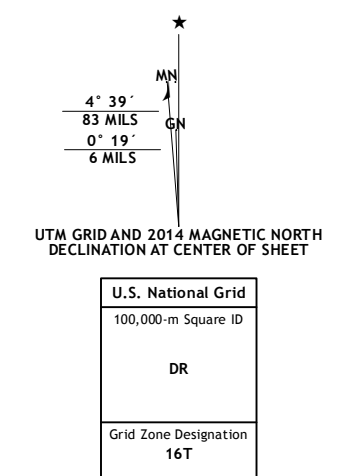 MN
4° 39´
GN
83 MILS
0° 19´
6 MILS
UTM GRID AND 2014 MAGNETIC NORTH
DECLINATION AT CENTER OF SHEET
U.S. National Grid
100,000-m Square ID
DR
Grid Zone Designation
16T